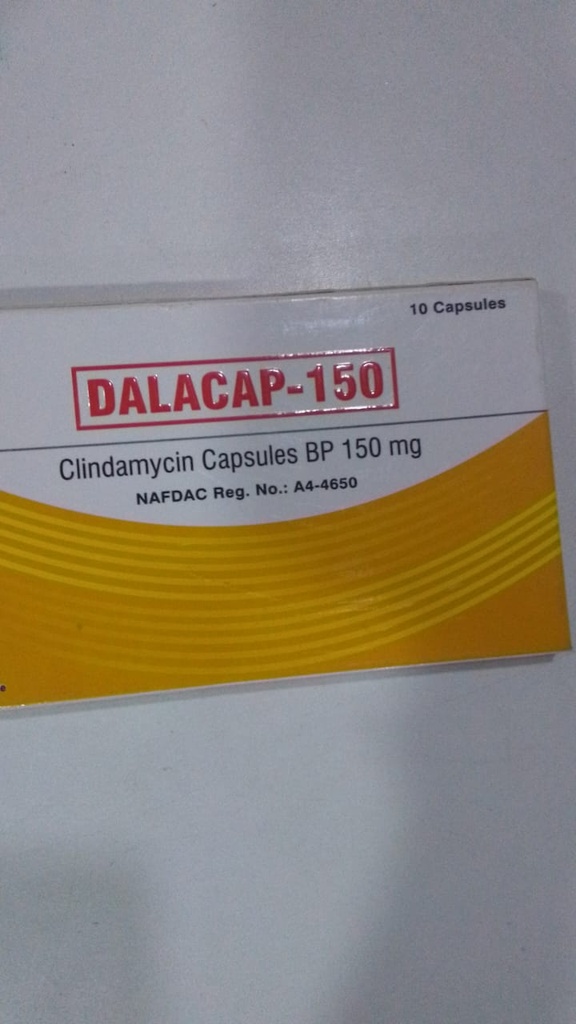 10 Capsules
DALACAP-150
Clindamycin Capsules BP 150 mg
NAFDAC Reg. No.: A4-4650